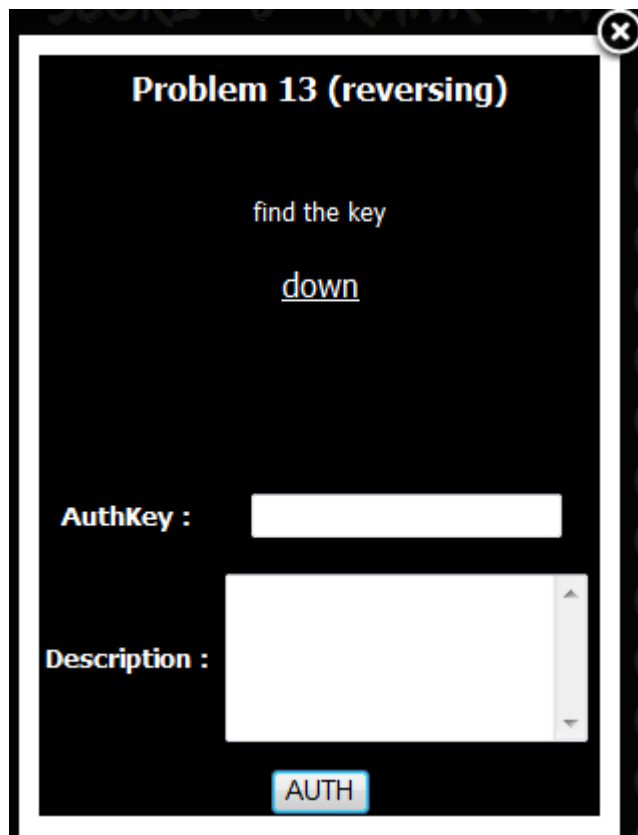 Problem 13 (reversing)
find the key
down
AuthKey :
Description :
AUTH